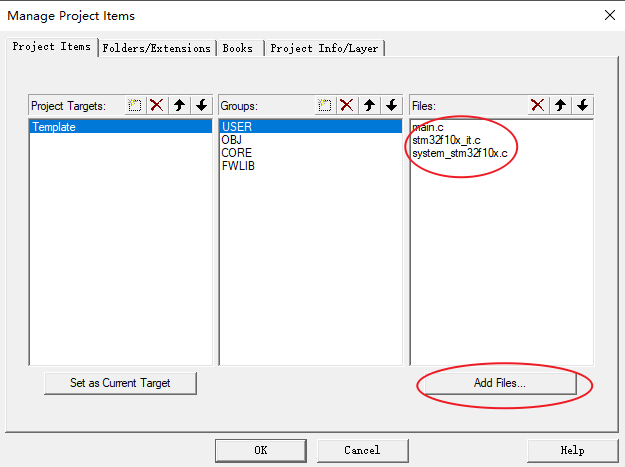 Manage Project Items
Project Items
Folders/Extensions
Books
Project Info/Layer
Project Targets:
Groups:
Files:
Template
USER
OBJ
CORE
FWLIB
main.c
stm32f10x_it.c
system_stm32f10x.c
Set as Current Target
Add Files...
OK
Cancel
Help